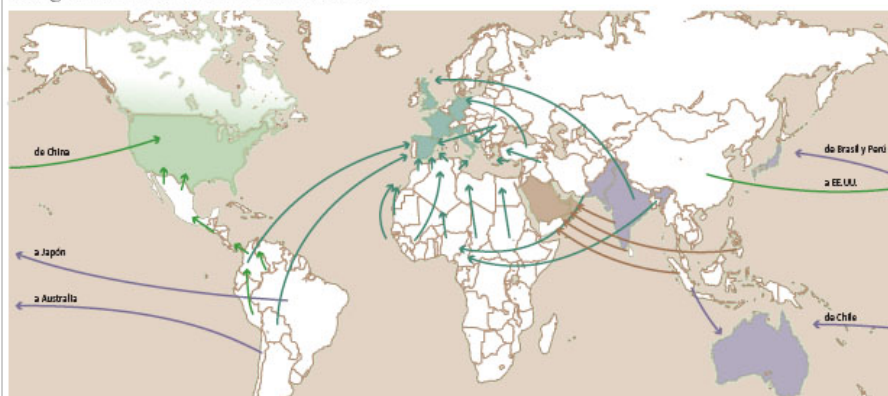 de China
de Brasil y Perú
a EE.UU.
a Japón
a Australia
de Chile